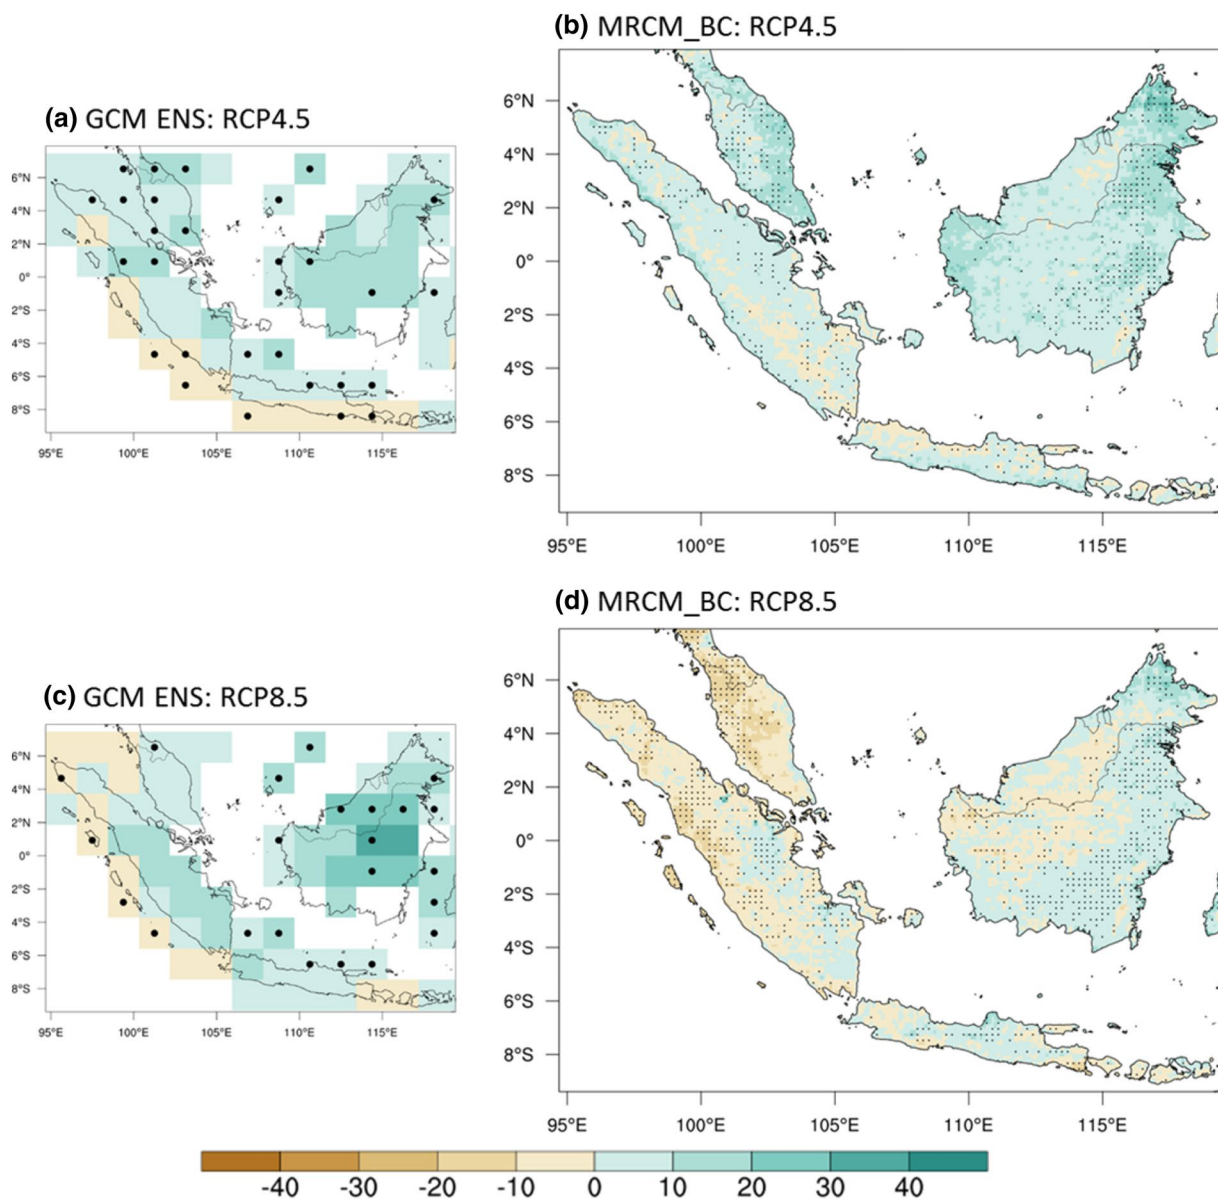 (b) MRCM_BC: RCP4.5
(a) GCM ENS: RCP4.5
6°N
4°N
2°N
0°
2°S
4°S
6°S
8°S
95°E 100°E 105°E 110°E 115°E
6°N
4°N
2°N
0°
2°S
4°S
6°S
8°S
95°E 100°E 105°E 110°E 115°E
(d) MRCM_BC: RCP8.5
(c) GCM ENS: RCP8.5
6°N
4°N
2°N
0°
2°S
4°S
6°S
8°S
95°E 100°E 105°E 110°E 115°E
6°N
4°N
2°N
0°
2°S
4°S
6°S
8°S
95°E 100°E 105°E 110°E 115°E
-40 -30 -20 -10 0 10 20 30 40